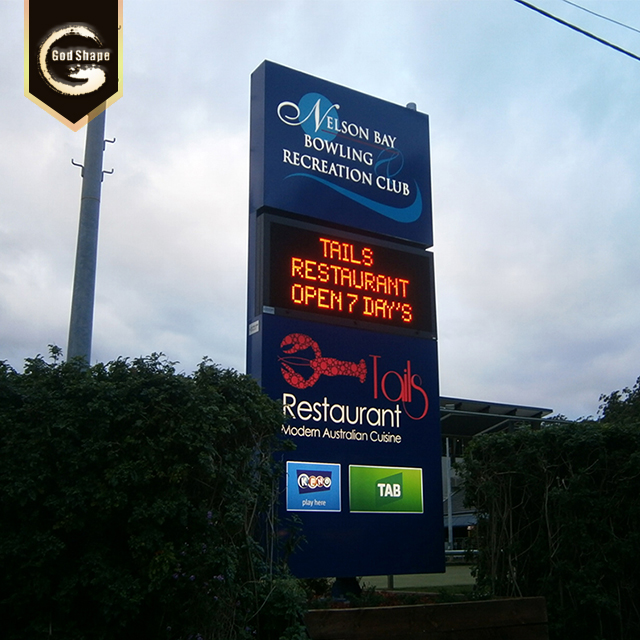 God Shape
NELSON BAY
BOWLING &
RECREATION CLUB
TAILS
RESTAURANT
OPEN 7 DAY'S
Tails
Restaurant
Modern Australian Cuisine
KENO
play here
TAB